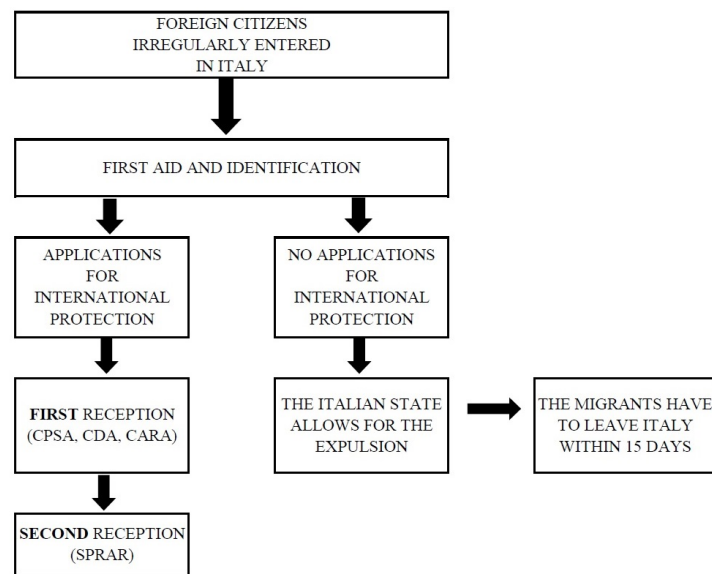 FOREIGN CITIZENS
IRREGULARLY ENTERED
IN ITALY
FIRST AID AND IDENTIFICATION
APPLICATIONS
FOR
INTERNATIONAL
PROTECTION
NO APPLICATIONS
FOR
INTERNATIONAL
PROTECTION
FIRST RECEPTION
(CPSA, CDA, CARA)
THE ITALIAN STATE
ALLOWS FOR THE
EXPULSION
THE MIGRANTS HAVE
TO LEAVE ITALY
WITHIN 15 DAYS
SECOND RECEPTION
(SPRAR)